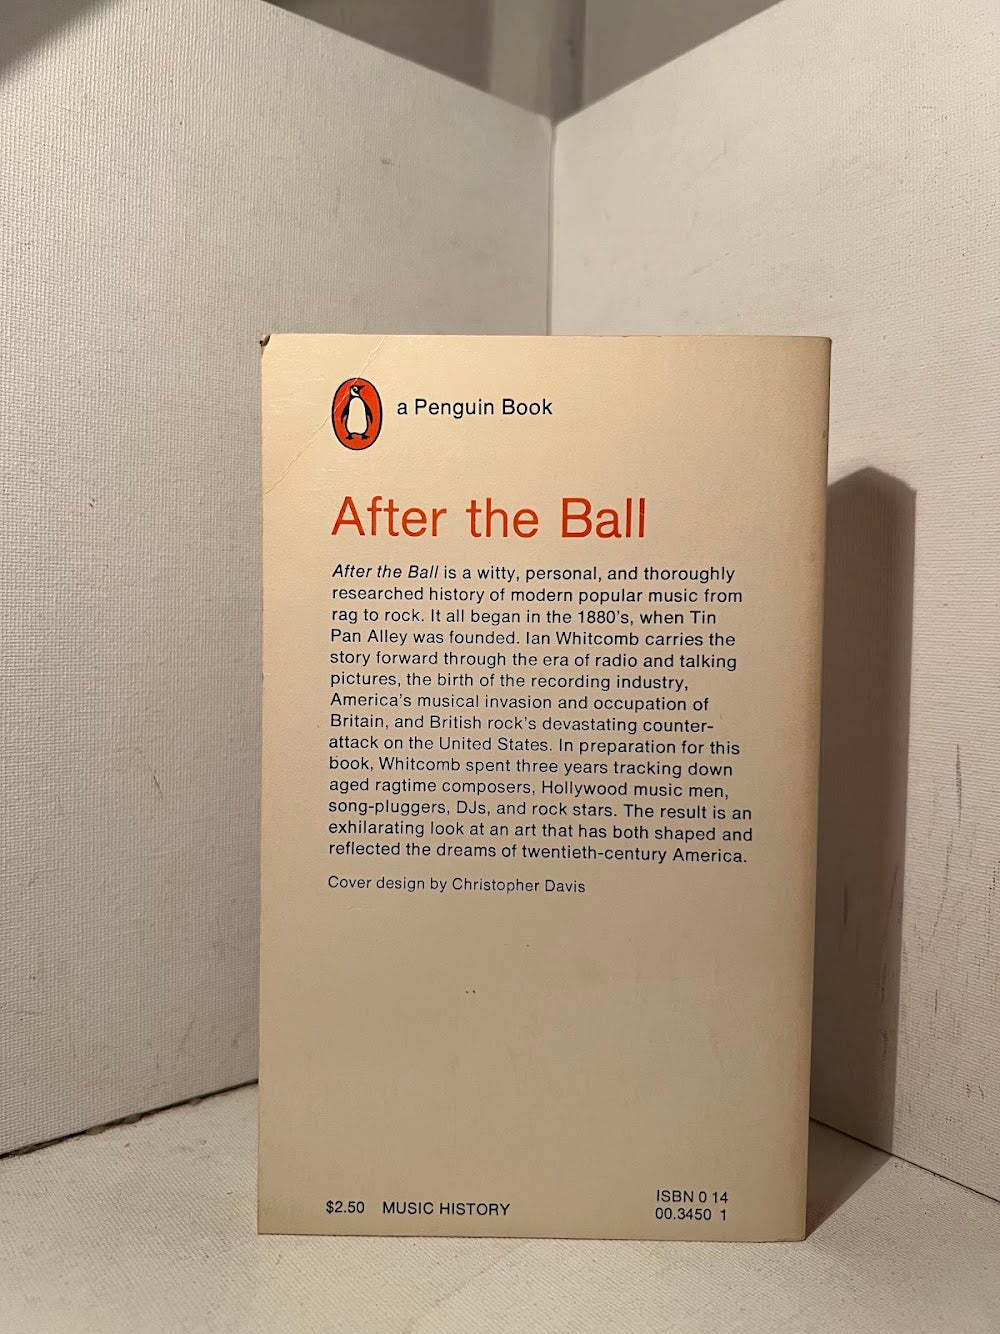 a Penguin Book
After the Ball
After the Ball is a witty, personal, and thoroughly
researched history of modern popular music from
rag to rock. It all began in the 1880's, when Tin
Pan Alley was founded. Ian Whitcomb carries the
story forward through the era of radio and talking
pictures, the birth of the recording industry,
America's musical invasion and occupation of
Britain, and British rock's devastating counter-
attack on the United States. In preparation for this
book, Whitcomb spent three years tracking down
aged ragtime composers, Hollywood music men,
song-pluggers, DJs, and rock stars. The result is an
exhilarating look at an art that has both shaped and
reflected the dreams of twentieth-century America.
Cover design by Christopher Davis
$2.50 MUSIC HISTORY
ISBN 0 14
00.3450 1